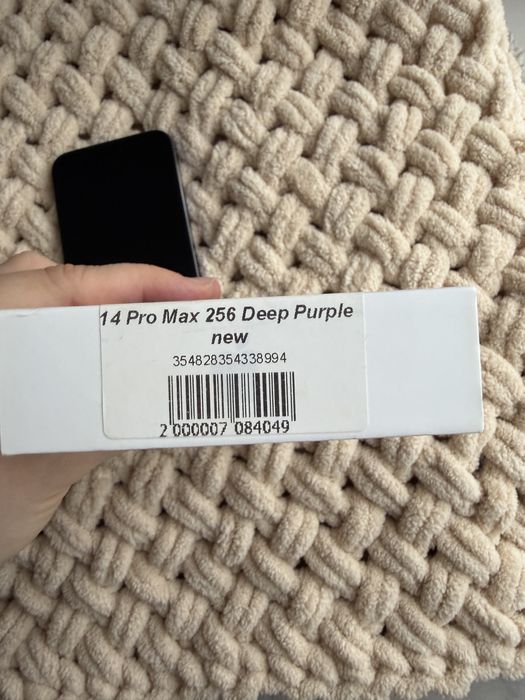 14 Pro Max 256 Deep Purple
new
354828354338994
2 000007 084049